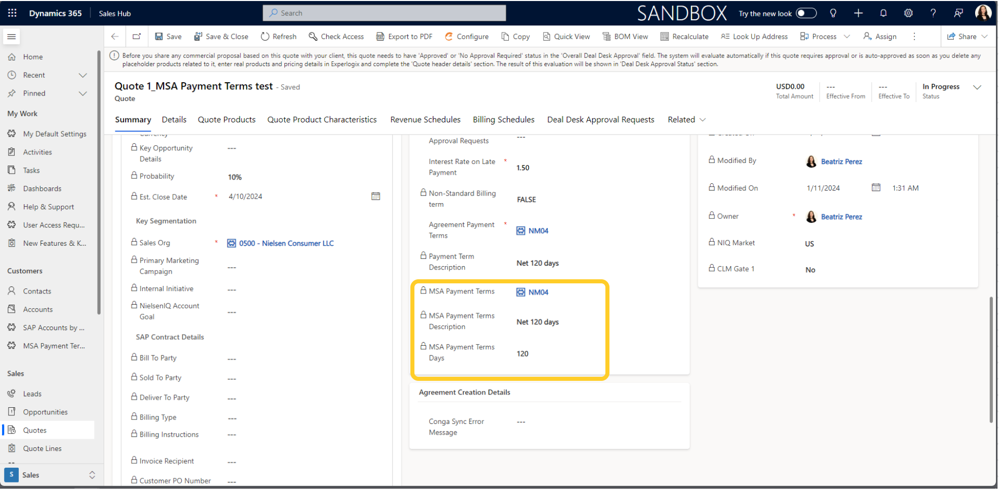 Dynamics 365
Sales Hub
Search
SANDBOX
Try the new look
Save
Save & Close
Refresh
Check Access
Export to PDF
Configure
Copy
Quick View
BOM View
Recalculate
Look Up Address
Process
Assign
Share
Before you share any commercial proposal based on this quote with your client, this quote needs to have 'Approved' or 'No Approval Required' status in the 'Overall Deal Desk Approval' field. The system will evaluate automatically if this quote requires approval or is auto-approved as soon as you delete any
placeholder products related to it, enter real products and pricing details in Experlogix and complete the 'Quote header details' section. The result of this evaluation will be shown in 'Deal Desk Approval Status' section.
Quote 1_MSA Payment Terms test - Saved
Quote
USD0.00
Total Amount
---
Effective From
---
Effective To
In Progress
Status
Summary
Details
Quote Products
Quote Product Characteristics
Revenue Schedules
Billing Schedules
Deal Desk Approval Requests
Related
Home
Recent
Pinned
My Work
My Default Settings
Activities
Tasks
Dashboards
Help & Support
User Access Requ...
New Features & K...
Customers
Contacts
Accounts
SAP Accounts by ...
MSA Payment Ter...
Sales
Leads
Opportunities
Quotes
Quote Lines
S
Sales
Currency
Key Opportunity
Details
---
Probability
10%
Est. Close Date
*
4/10/2024
Key Segmentation
Sales Org
*
0500 - Nielsen Consumer LLC
Primary Marketing
Campaign
---
Internal Initiative
---
NielsenIQ Account
Goal
---
SAP Contract Details
Bill To Party
---
Sold To Party
---
Deliver To Party
---
Billing Type
---
Billing Instructions
---
Invoice Recipient
---
Customer PO Number
---
Approval Requests
---
Interest Rate on Late
Payment
*
1.50
Non-Standard Billing
term
FALSE
Agreement Payment
Terms
*
NM04
Payment Term
Description
Net 120 days
MSA Payment Terms
NM04
MSA Payment Terms
Description
Net 120 days
MSA Payment Terms
Days
120
Agreement Creation Details
Conga Sync Error
Message
---
Modified By
Beatriz Perez
Modified On
1/11/2024
1:31 AM
Owner
*
Beatriz Perez
NIQ Market
US
CLM Gate 1
No